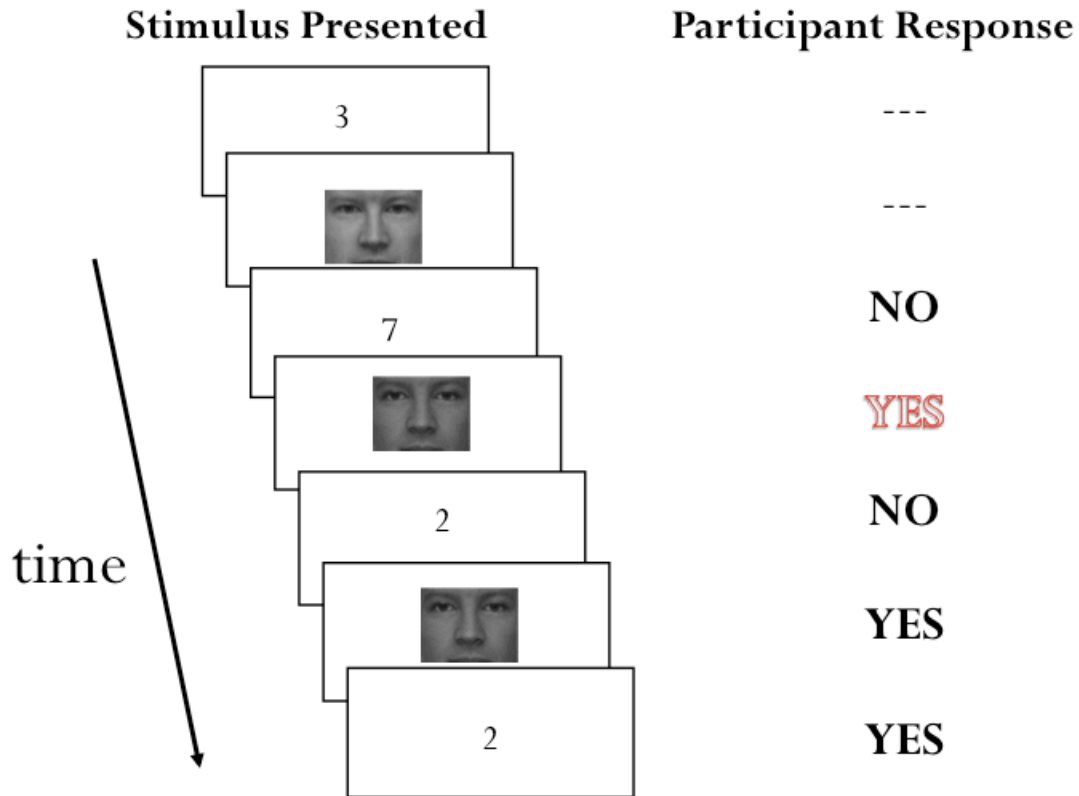 Stimulus Presented Participant Response
3 ---
---
7 NO
YES
2 NO
time
YES
2 YES